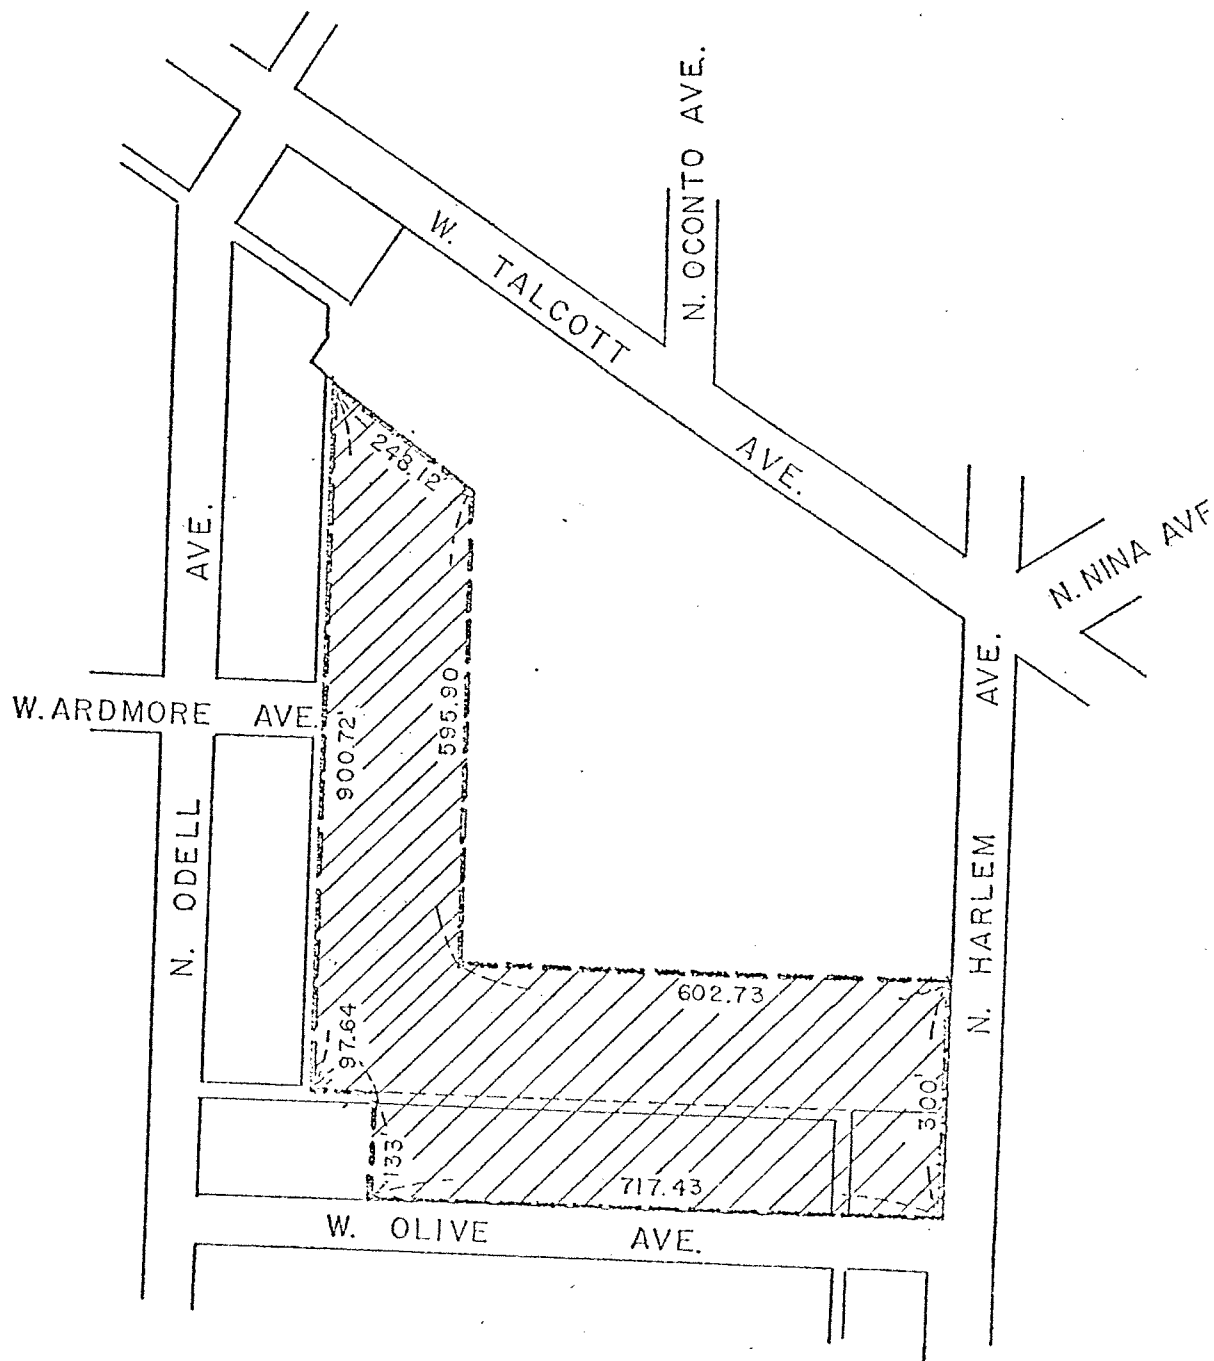 N. OCONTO AVE.
W. TALCOTT AVE.
N. NINA AVE
248.12'
AVE.
N. ODELL
W. ARDMORE AVE.
900.72'
595.90
AVE.
N. HARLEM
602.73
97.64
300'
133'
717.43
W. OLIVE AVE.